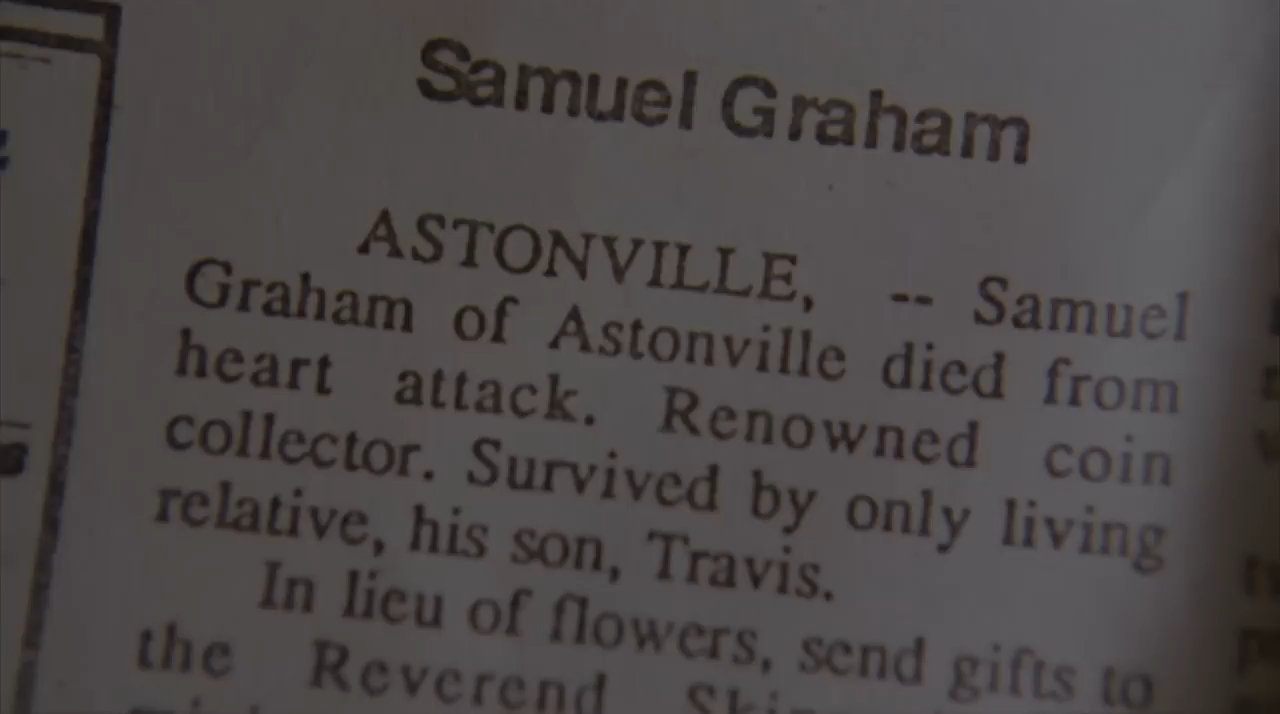 Samuel Graham
ASTONVILLE, -- Samuel
Graham of Astonville died from
heart attack. Renowned coin
collector. Survived by only living
relative, his son, Travis.
In lieu of flowers, send gifts to
the Reverend